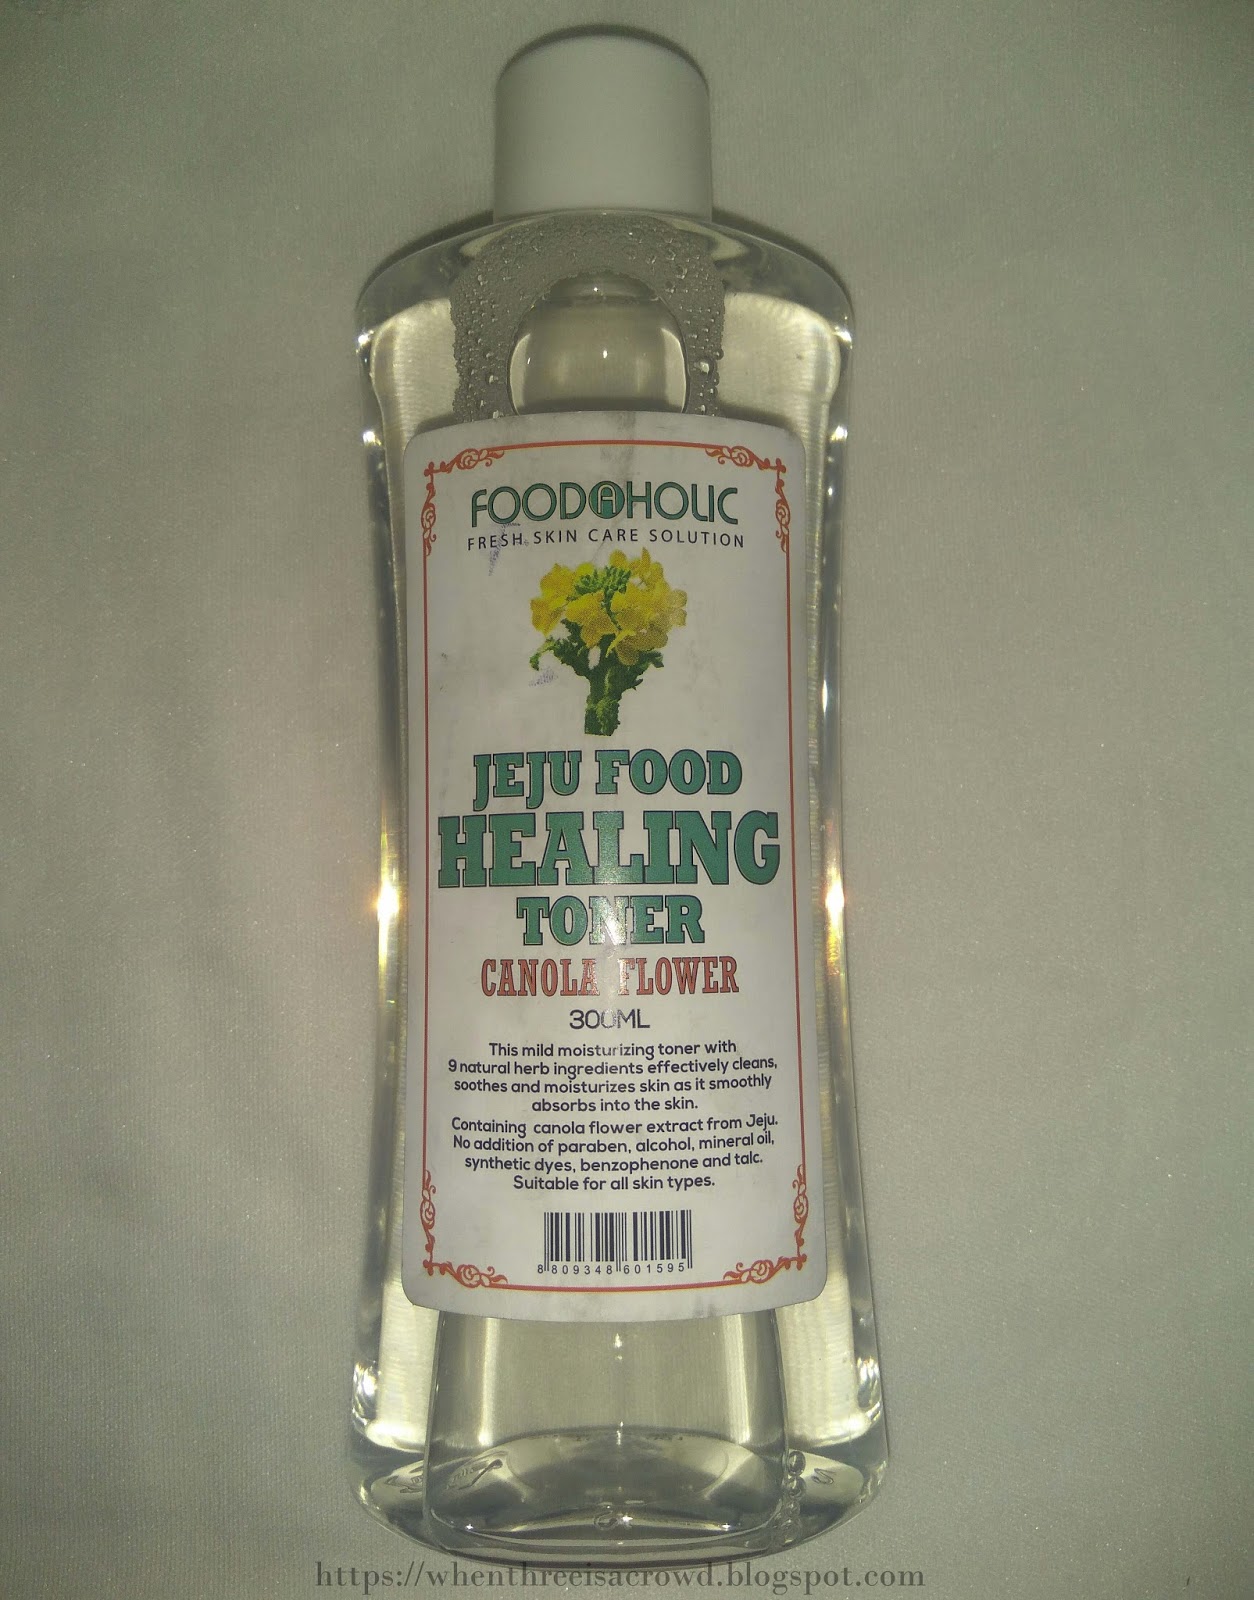 FOODAHOLIC
FRESH SKIN CARE SOLUTION
JEJU FOOD
HEALING
TONER
CANOLA FLOWER
300ML
This mild moisturizing toner with
9 natural herb ingredients effectively cleans,
soothes and moisturizes skin as it smoothly
absorbs into the skin.
Containing canola flower extract from Jeju.
No addition of paraben, alcohol, mineral oil,
synthetic dyes, benzophenone and talc.
Suitable for all skin types.
8 809348 601595
https://whenthreeisacrowd.blogspot.com